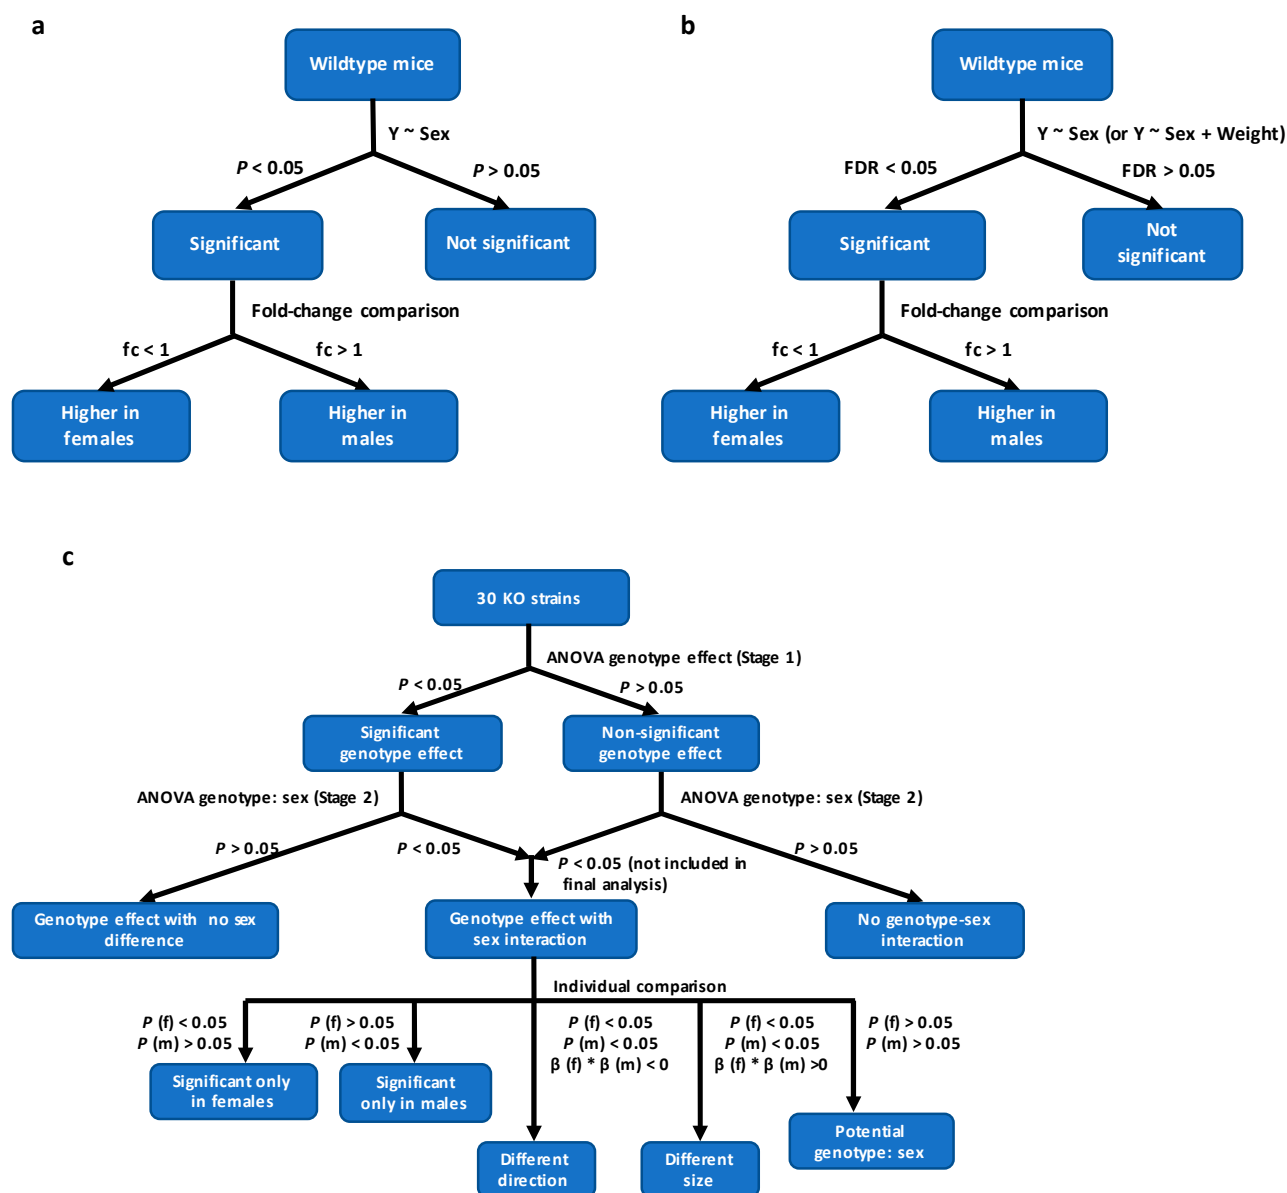 a
Wildtype mice
Y ~ Sex
P < 0.05
P > 0.05
Significant
Not significant
Fold-change comparison
fc < 1
fc > 1
Higher in
females
Higher in
males
b
Wildtype mice
Y ~ Sex (or Y ~ Sex + Weight)
FDR < 0.05
FDR > 0.05
Significant
Not
significant
Fold-change comparison
fc < 1
fc > 1
Higher in
females
Higher in
males
c
30 KO strains
ANOVA genotype effect (Stage 1)
P < 0.05
P > 0.05
Significant
genotype effect
Non-significant
genotype effect
ANOVA genotype: sex (Stage 2)
ANOVA genotype: sex (Stage 2)
P > 0.05
P < 0.05
P < 0.05 (not included in
final analysis)
P > 0.05
Genotype effect with no sex
difference
Genotype effect with
sex interaction
No genotype-sex
interaction
Individual comparison
P (f) < 0.05
P (m) > 0.05
P (f) > 0.05
P (m) < 0.05
P (f) < 0.05
P (m) < 0.05
β (f) * β (m) < 0
P (f) < 0.05
P (m) < 0.05
β (f) * β (m) >0
P (f) > 0.05
P (m) > 0.05
Significant only
in females
Significant
only in males
Different
direction
Different
size
Potential
genotype: sex